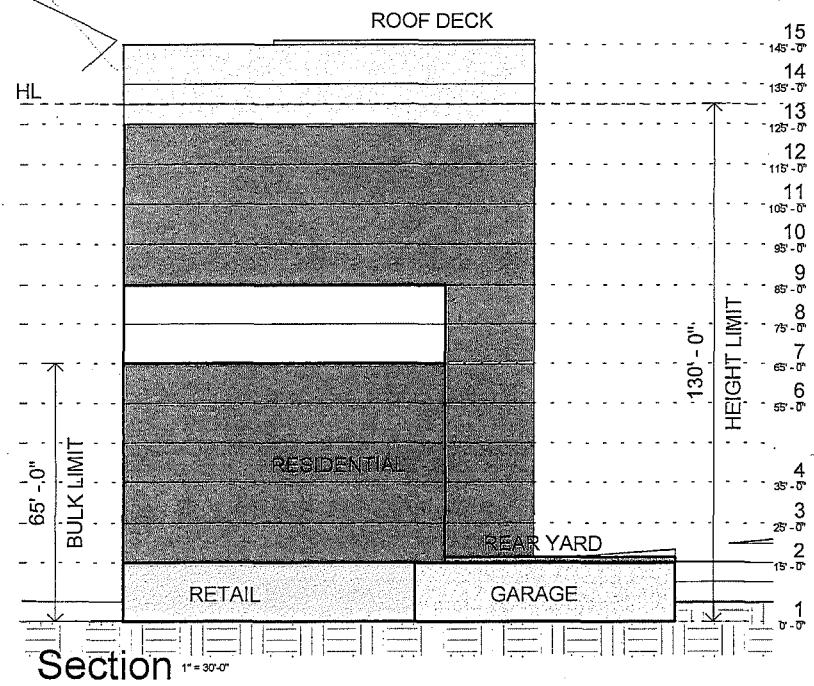 ROOF DECK
15
145' - 0"
14
135' - 0"
HL
13
125' - 0"
12
115' - 0"
11
105' - 0"
10
95' - 0"
9
85' - 0"
8
75' - 0"
7
65' - 0"
6
55' - 0"
130' - 0"
HEIGHT LIMIT
65' - 0"
BULK LIMIT
RESIDENTIAL
4
35' - 0"
3
25' - 0"
REAR YARD
2
15' - 0"
RETAIL
GARAGE
1
0' - 0"
Section 1" = 30'-0"